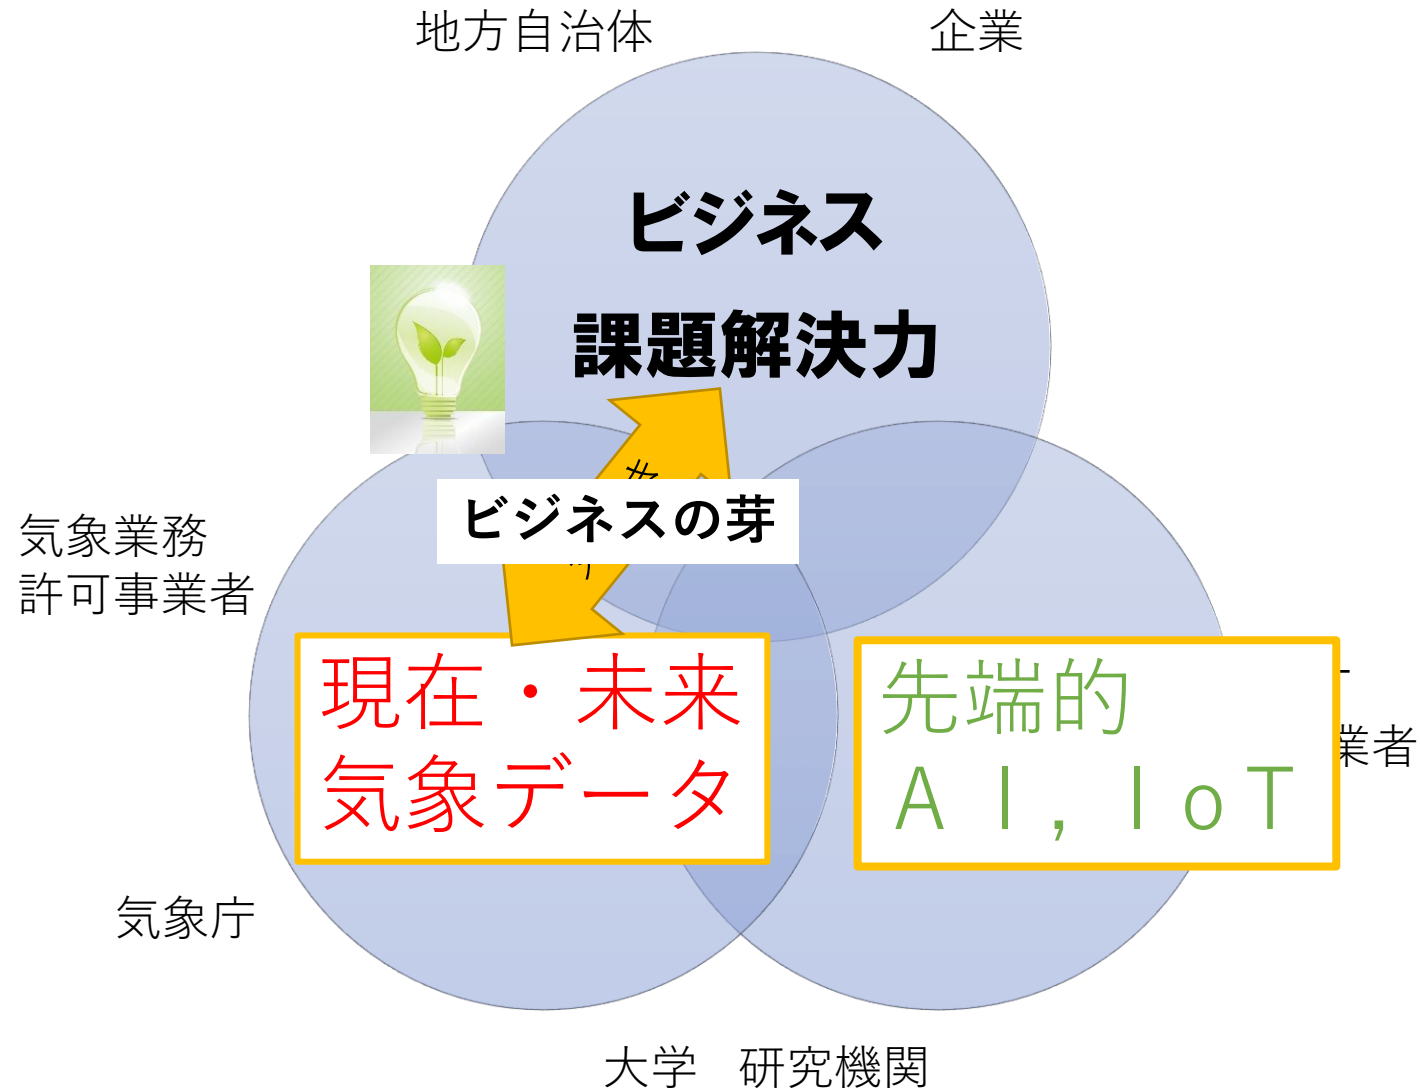 地方自治体
企業
ビジネス
課題解決力
ビジネスの芽
気象業務
許可事業者
現在・未来
気象データ
先端的
ＡＩ,ＩｏＴ
業者
気象庁
大学　研究機関